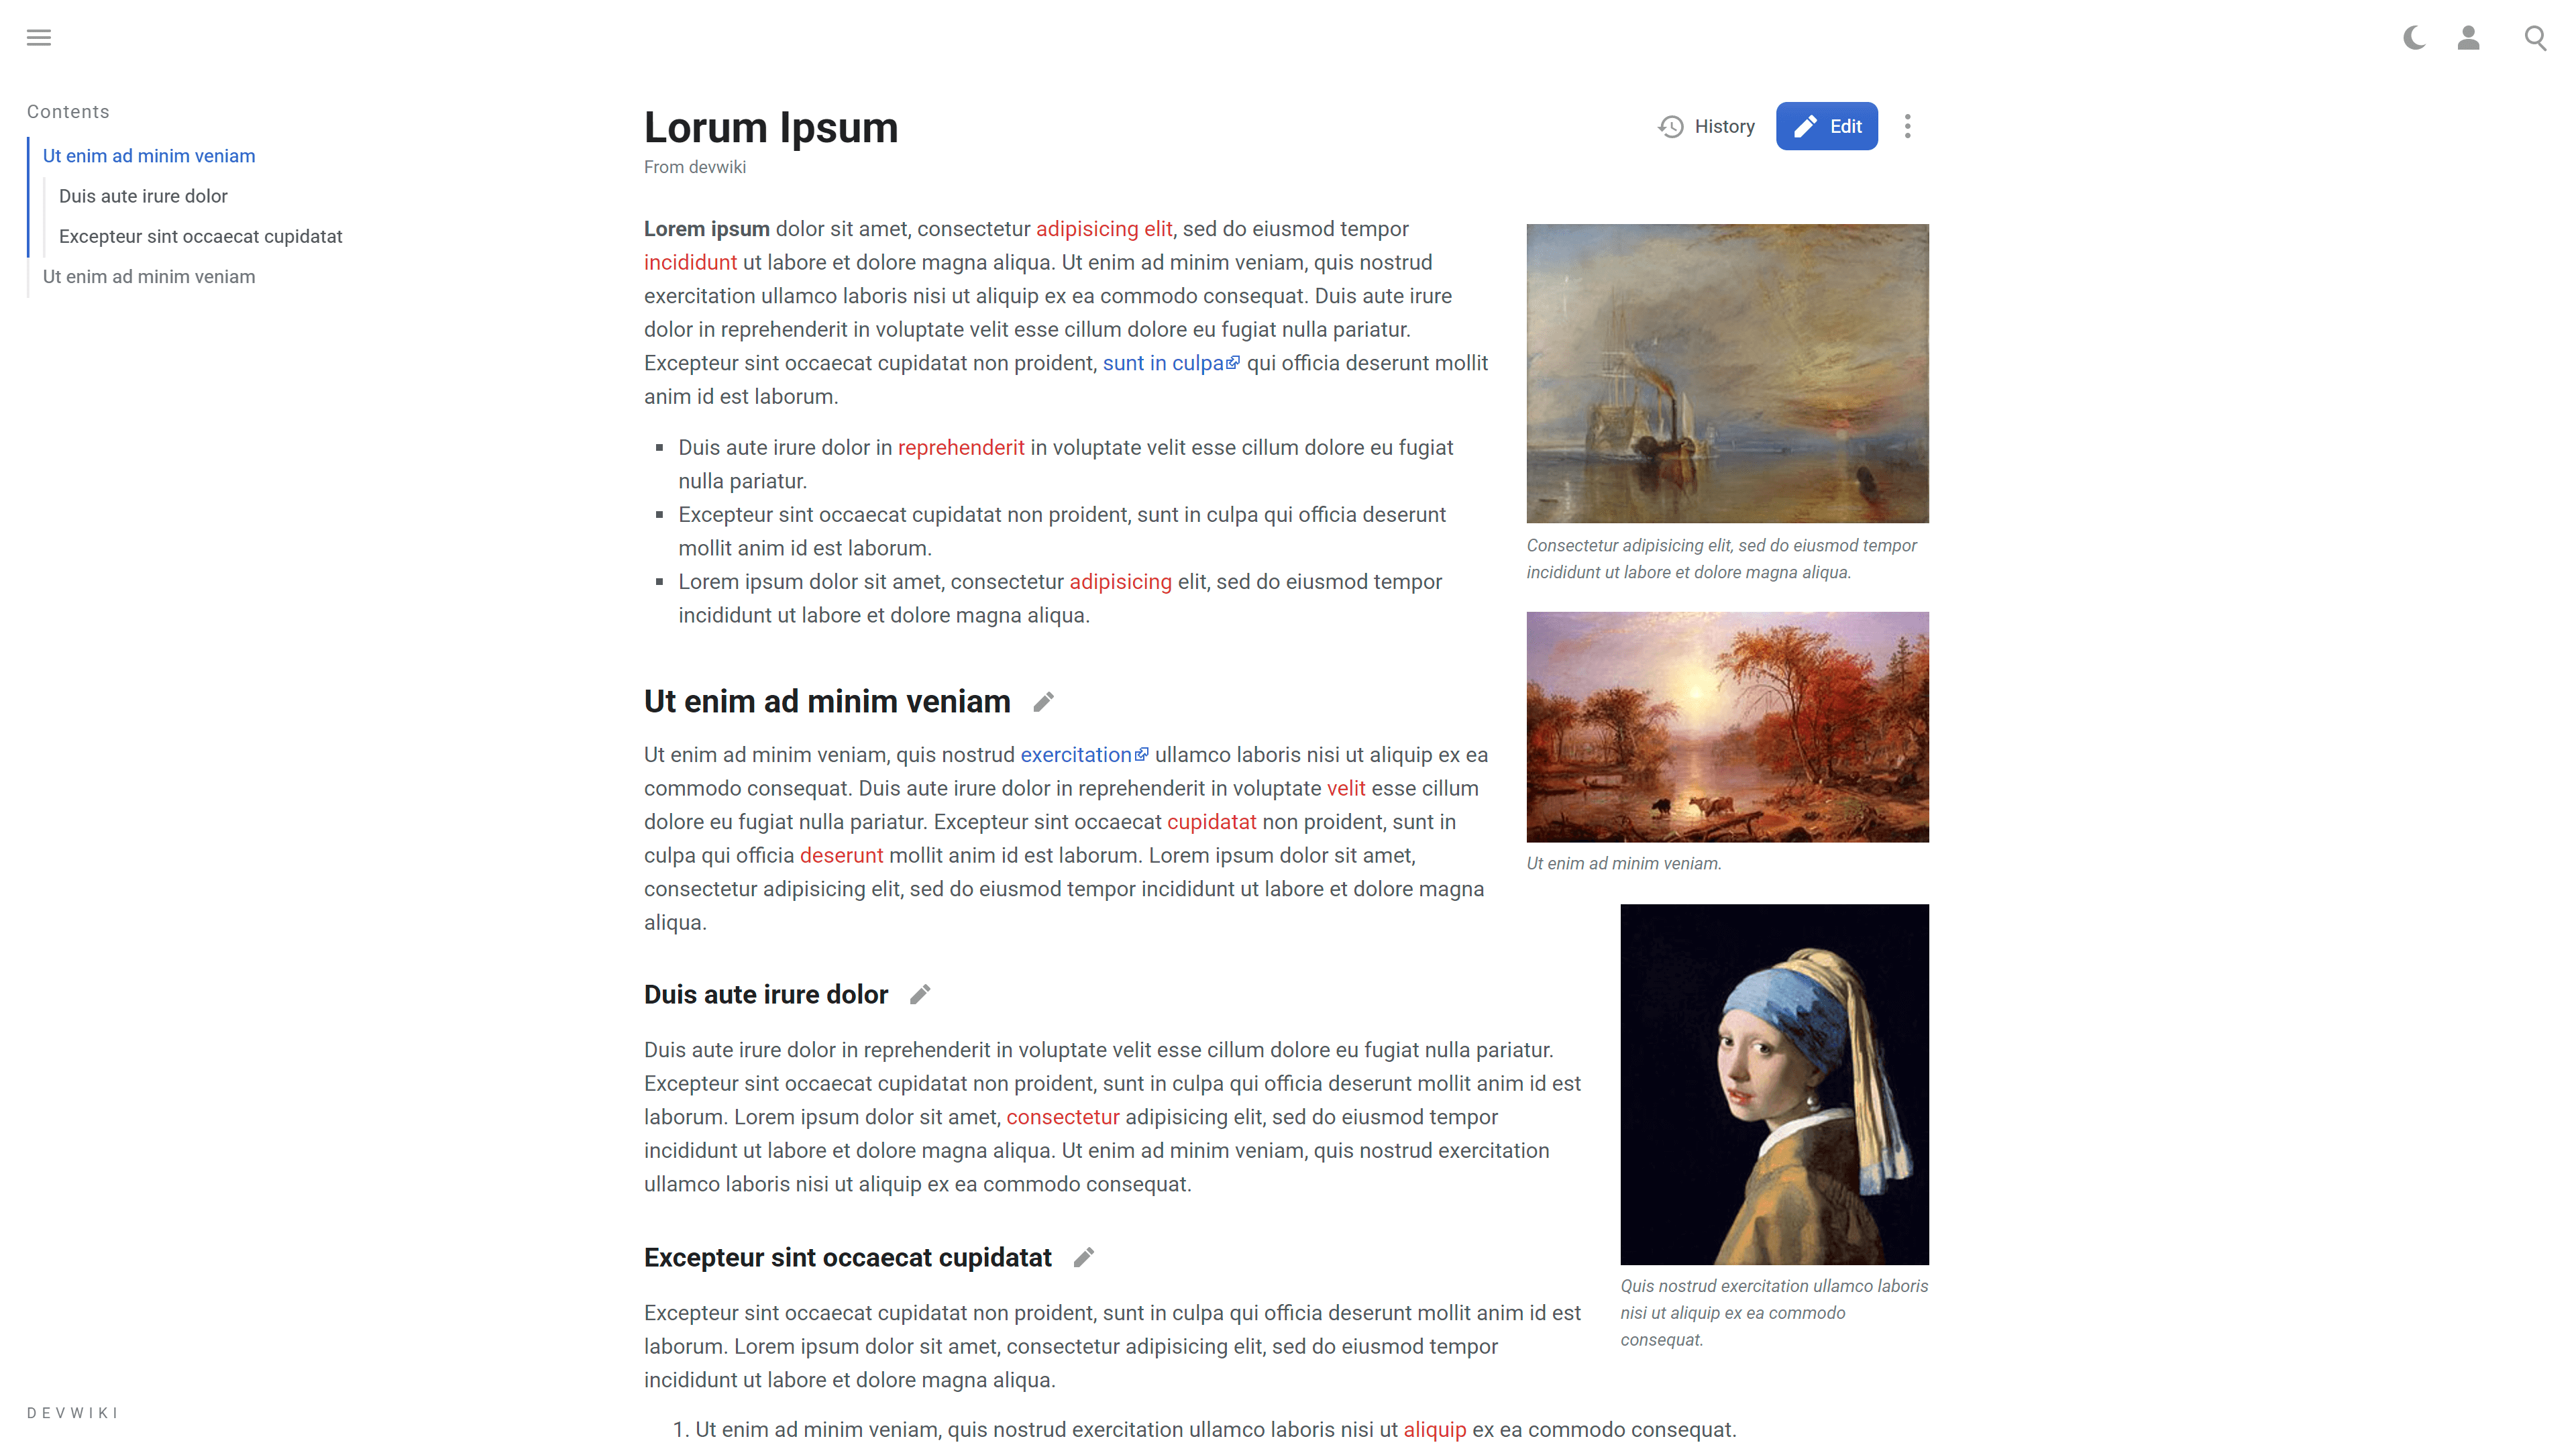 Contents
Ut enim ad minim veniam
Duis aute irure dolor
Excepteur sint occaecat cupidatat
Ut enim ad minim veniam
Lorum Ipsum
From devwiki
History
Edit
Lorem ipsum dolor sit amet, consectetur adipisicing elit, sed do eiusmod tempor
incididunt ut labore et dolore magna aliqua. Ut enim ad minim veniam, quis nostrud
exercitation ullamco laboris nisi ut aliquip ex ea commodo consequat. Duis aute irure
dolor in reprehenderit in voluptate velit esse cillum dolore eu fugiat nulla pariatur.
Excepteur sint occaecat cupidatat non proident, sunt in culpa qui officia deserunt mollit
anim id est laborum.
Duis aute irure dolor in reprehenderit in voluptate velit esse cillum dolore eu fugiat
nulla pariatur.
Excepteur sint occaecat cupidatat non proident, sunt in culpa qui officia deserunt
mollit anim id est laborum.
Lorem ipsum dolor sit amet, consectetur adipisicing elit, sed do eiusmod tempor
incididunt ut labore et dolore magna aliqua.
Consectetur adipisicing elit, sed do eiusmod tempor
incididunt ut labore et dolore magna aliqua.
Ut enim ad minim veniam
Ut enim ad minim veniam, quis nostrud exercitation ullamco laboris nisi ut aliquip ex ea
commodo consequat. Duis aute irure dolor in reprehenderit in voluptate velit esse cillum
dolore eu fugiat nulla pariatur. Excepteur sint occaecat cupidatat non proident, sunt in
culpa qui officia deserunt mollit anim id est laborum. Lorem ipsum dolor sit amet,
consectetur adipisicing elit, sed do eiusmod tempor incididunt ut labore et dolore magna
aliqua.
Ut enim ad minim veniam.
Duis aute irure dolor
Duis aute irure dolor in reprehenderit in voluptate velit esse cillum dolore eu fugiat nulla pariatur.
Excepteur sint occaecat cupidatat non proident, sunt in culpa qui officia deserunt mollit anim id est
laborum. Lorem ipsum dolor sit amet, consectetur adipisicing elit, sed do eiusmod tempor
incididunt ut labore et dolore magna aliqua. Ut enim ad minim veniam, quis nostrud exercitation
ullamco laboris nisi ut aliquip ex ea commodo consequat.
Excepteur sint occaecat cupidatat
Excepteur sint occaecat cupidatat non proident, sunt in culpa qui officia deserunt mollit anim id est
laborum. Lorem ipsum dolor sit amet, consectetur adipisicing elit, sed do eiusmod tempor
incididunt ut labore et dolore magna aliqua.
Quis nostrud exercitation ullamco laboris
nisi ut aliquip ex ea commodo
consequat.
1. Ut enim ad minim veniam, quis nostrud exercitation ullamco laboris nisi ut aliquip ex ea commodo consequat.
DEVWIKI